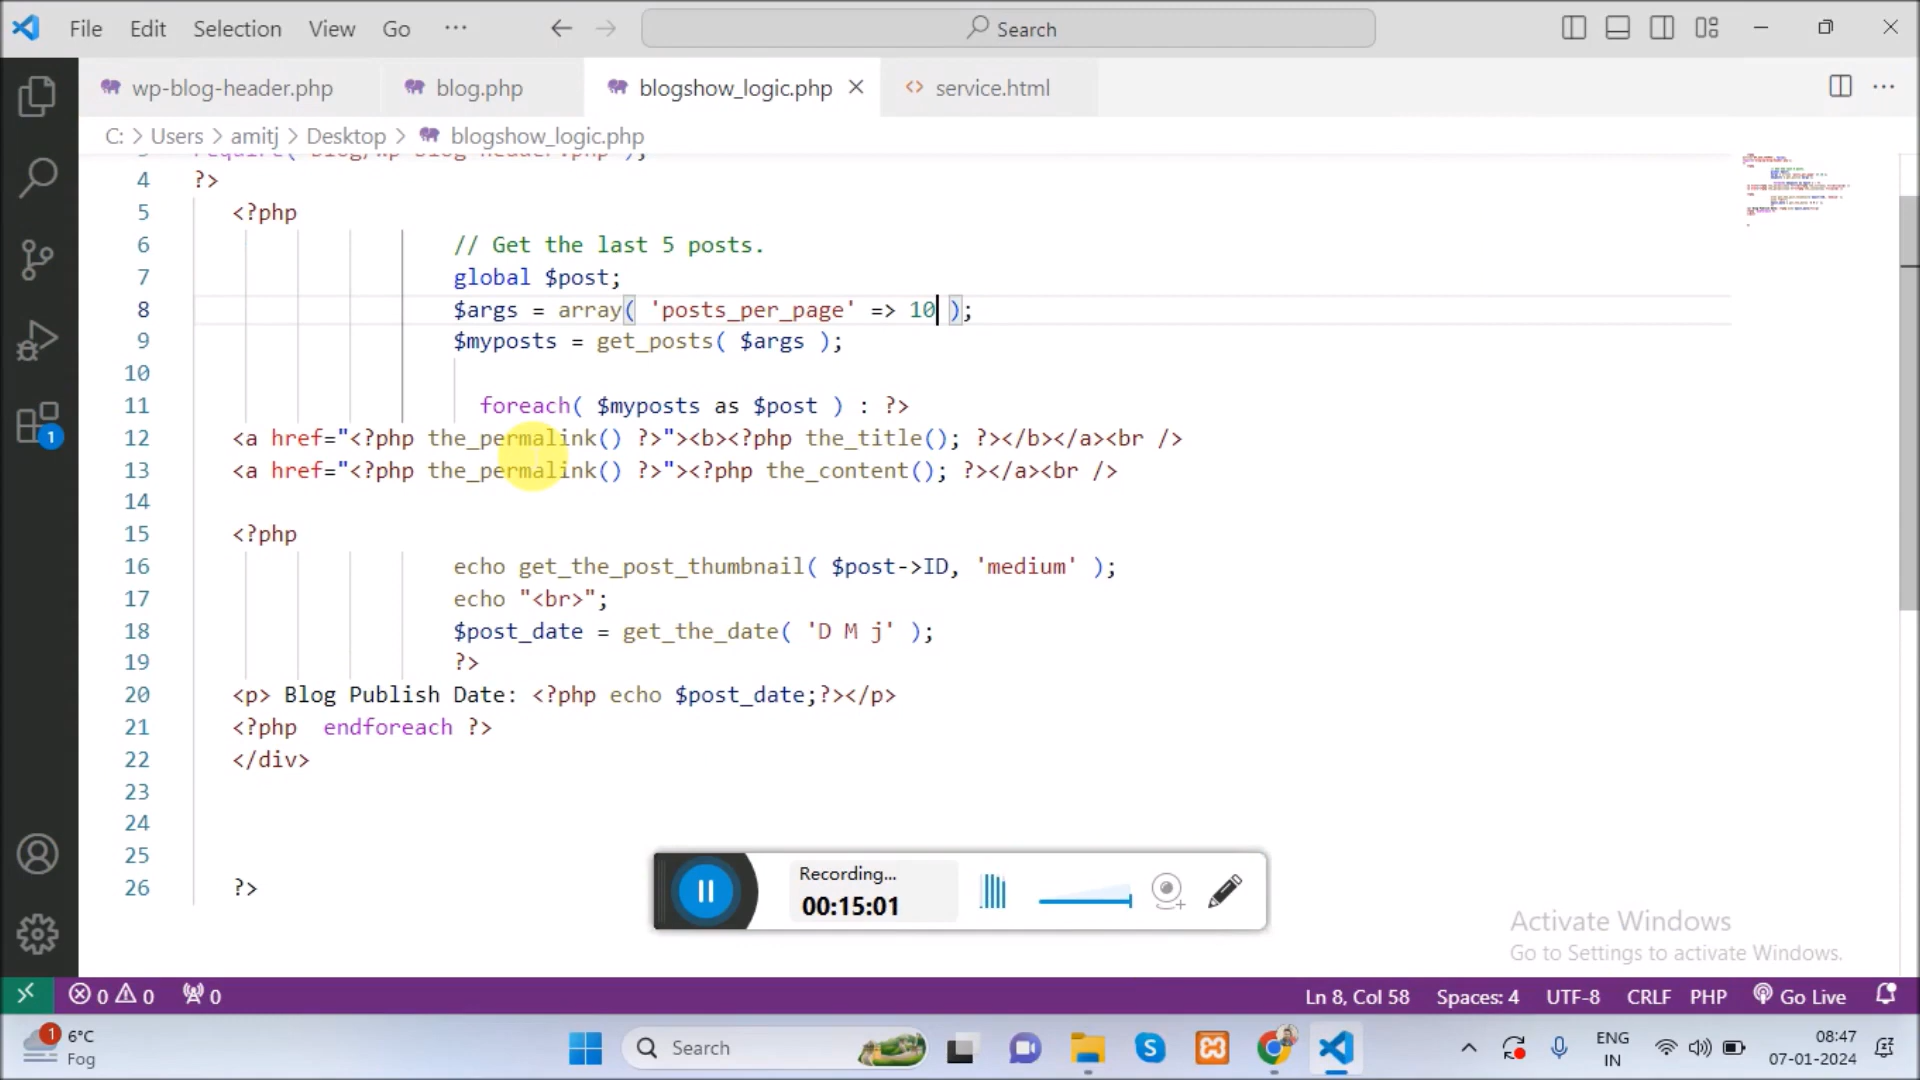 File Edit Selection View Go ··· Search
wp-blog-header.php blog.php blogshow_logic.php service.html
C: > Users > amitj > Desktop > blogshow_logic.php
4 ?>
5 <?php
6 // Get the last 5 posts.
7 global $post;
8 $args = array( 'posts_per_page' => 10 );
9 $myposts = get_posts( $args );
10
11 foreach( $myposts as $post ) : ?>
12 <a href="<?php the_permalink() ?>"><b><?php the_title(); ?></b></a><br />
13 <a href="<?php the_permalink() ?>"><?php the_content(); ?></a><br />
14
15 <?php
16 echo get_the_post_thumbnail( $post->ID, 'medium' );
17 echo "<br>";
18 $post_date = get_the_date( 'D M j' );
19 ?>
20 <p> Blog Publish Date: <?php echo $post_date;?></p>
21 <?php  endforeach ?>
22 </div>
23
24
25
26 ?>
1
Recording...
00:15:01
Activate Windows
Go to Settings to activate Windows.
0 0 0 Ln 8, Col 58 Spaces: 4 UTF-8 CRLF PHP Go Live
1 6°C
Fog
Search
ENG
IN
08:47
07-01-2024